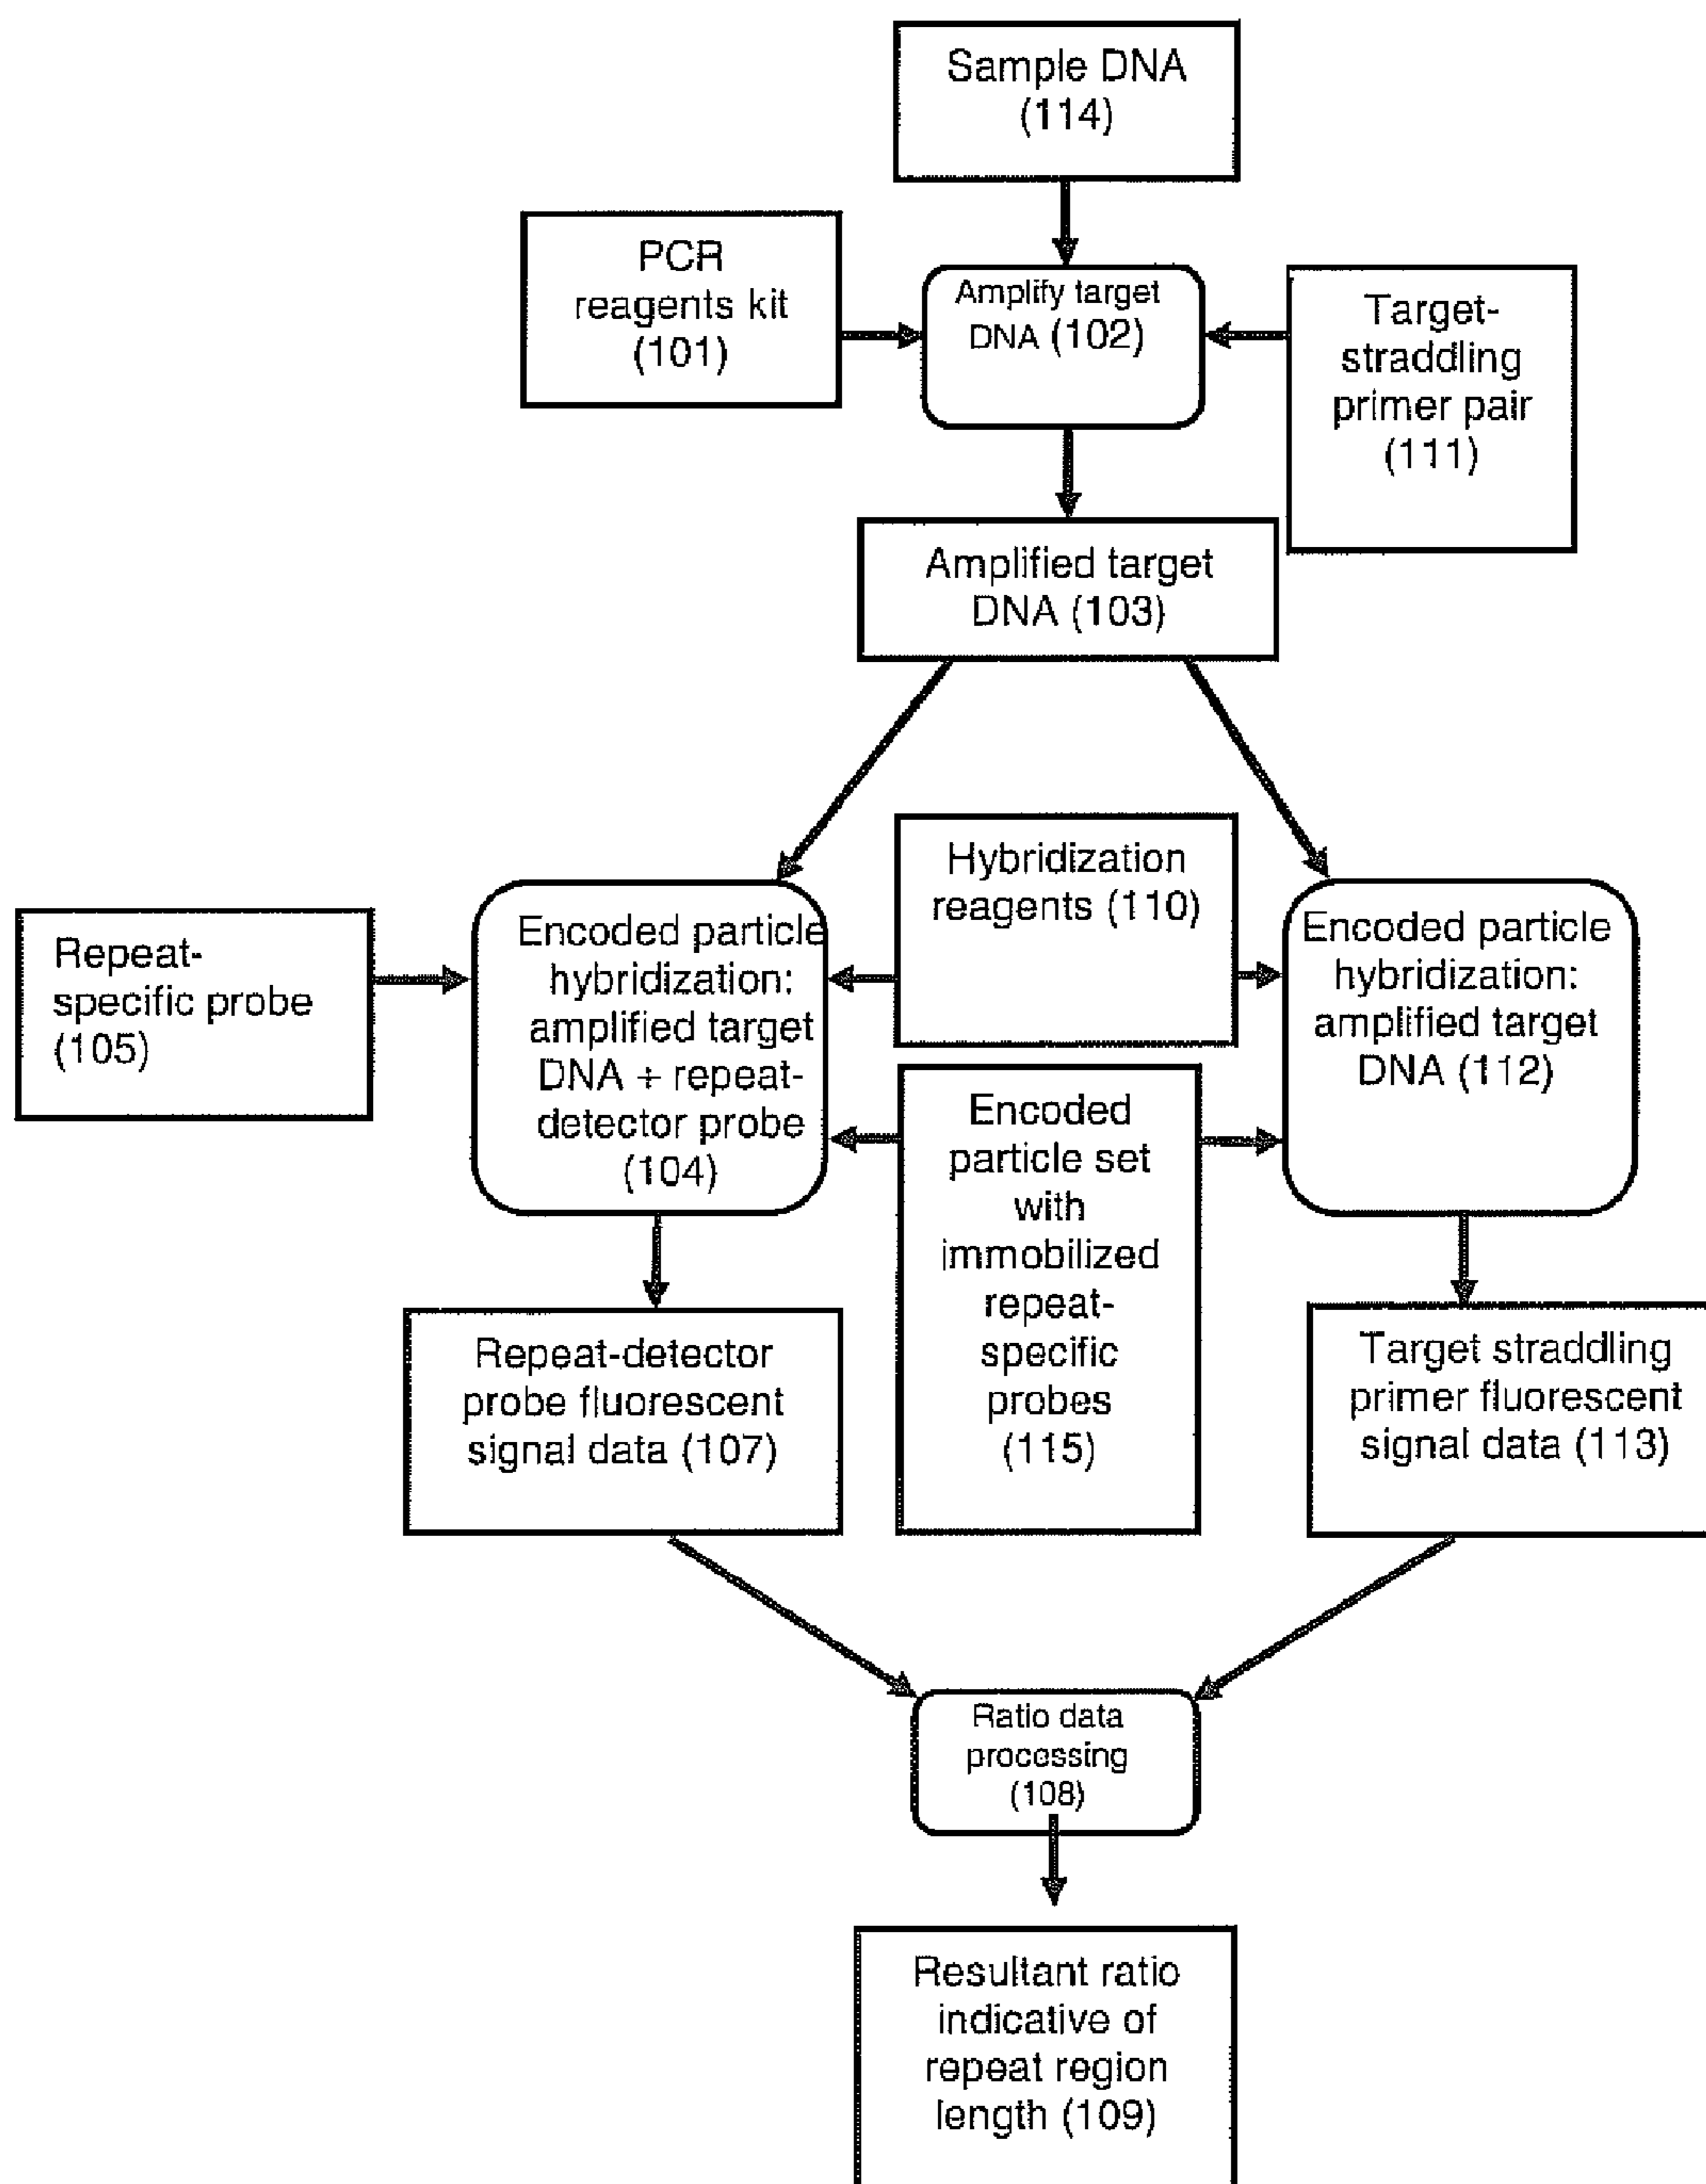 Sample DNA
(114)
PCR
reagents kit
(101)
Amplify target
DNA (102)
Target-
straddling
primer pair
(111)
Amplified target
DNA (103)
Hybridization
reagents (110)
Repeat-
specific probe
(105)
Encoded particle
hybridization:
amplified target
DNA + repeat-
detector probe
(104)
Encoded particle
hybridization:
amplified target
DNA (112)
Encoded
particle set
with
immobilized
repeat-
specific
probes
(115)
Repeat-detector
probe fluorescent
signal data (107)
Target straddling
primer fluorescent
signal data (113)
Ratio data
processing
(108)
Resultant ratio
indicative of
repeat region
length (109)